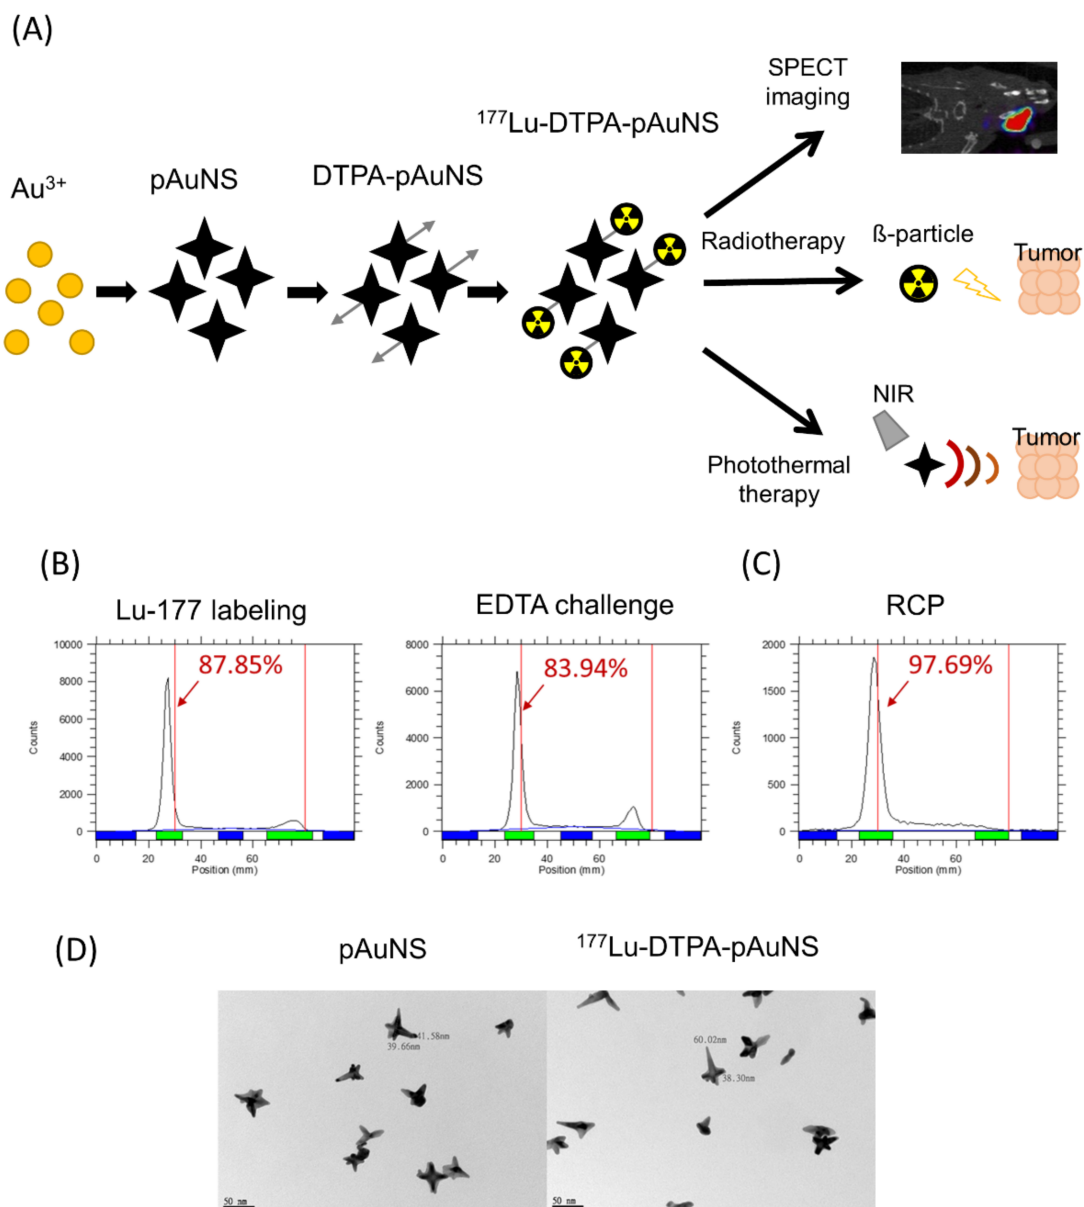 (A)
SPECT
imaging
¹⁷⁷Lu-DTPA-pAuNS
DTPA-pAuNS
pAuNS
Au³⁺
Radiotherapy
ß-particle
Tumor
NIR
Tumor
Photothermal
therapy
(B)
(C)
Lu-177 labeling
EDTA challenge
RCP
10000
8000
6000
4000
2000
0
Counts
87.85%
0 20 40 60
Position (mm)
8000
6000
4000
2000
0
Counts
83.94%
0 20 40 60
Position (mm)
2000
1500
1000
500
0
Counts
97.69%
0 20 40 60
Position (mm)
(D)
pAuNS
¹⁷⁷Lu-DTPA-pAuNS
41.58nm
39.66nm
50 nm
60.02nm
38.30nm
50 nm